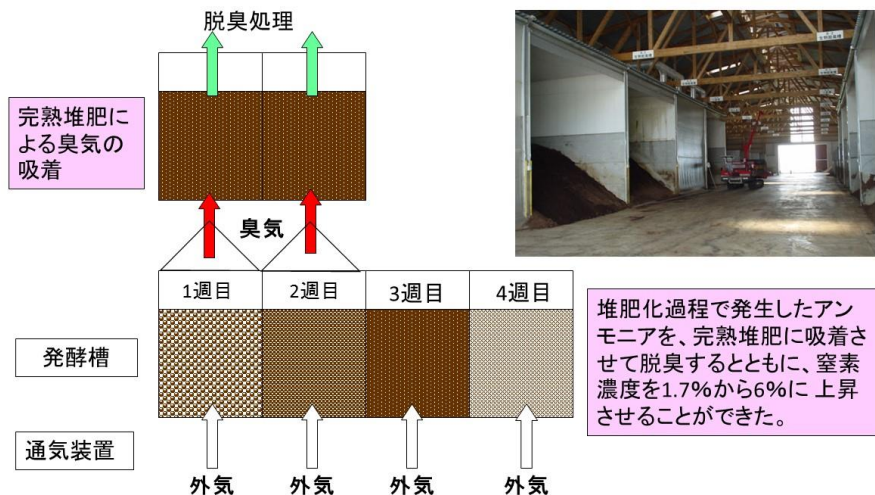 脱臭処理
完熟堆肥に
よる臭気の
吸着
臭気
1週目
2週目
3週目
4週目
発酵槽
堆肥化過程で発生したアン
モニアを、完熟堆肥に吸着さ
せて脱臭するとともに、窒素
濃度を1.7%から6%に 上昇
させることができた。
通気装置
外気
外気
外気
外気